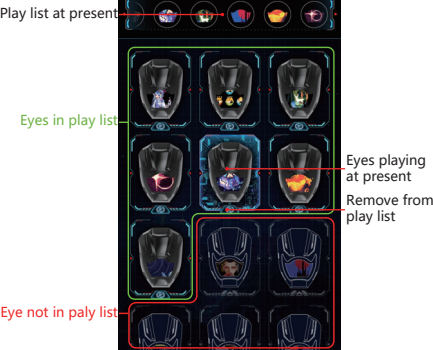 Play list at present
Eyes in play list
Eyes playing
at present
Remove from
play list
Eye not in paly list